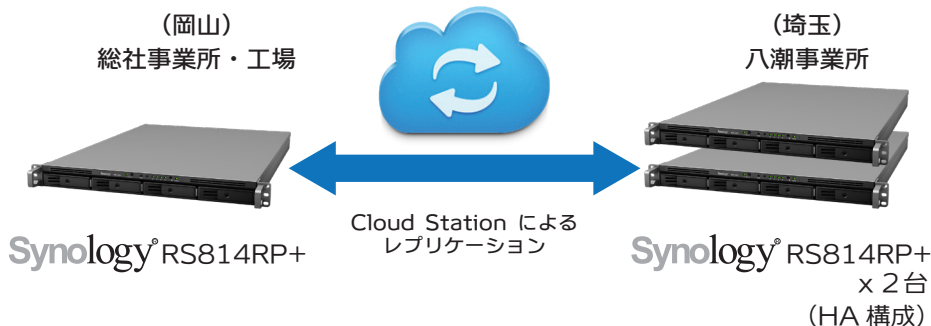 （岡山）
総社事業所・工場
Synology® RS814RP+
Cloud Station による
レプリケーション
（埼玉）
八潮事業所
Synology® RS814RP+
x 2台
（HA 構成）